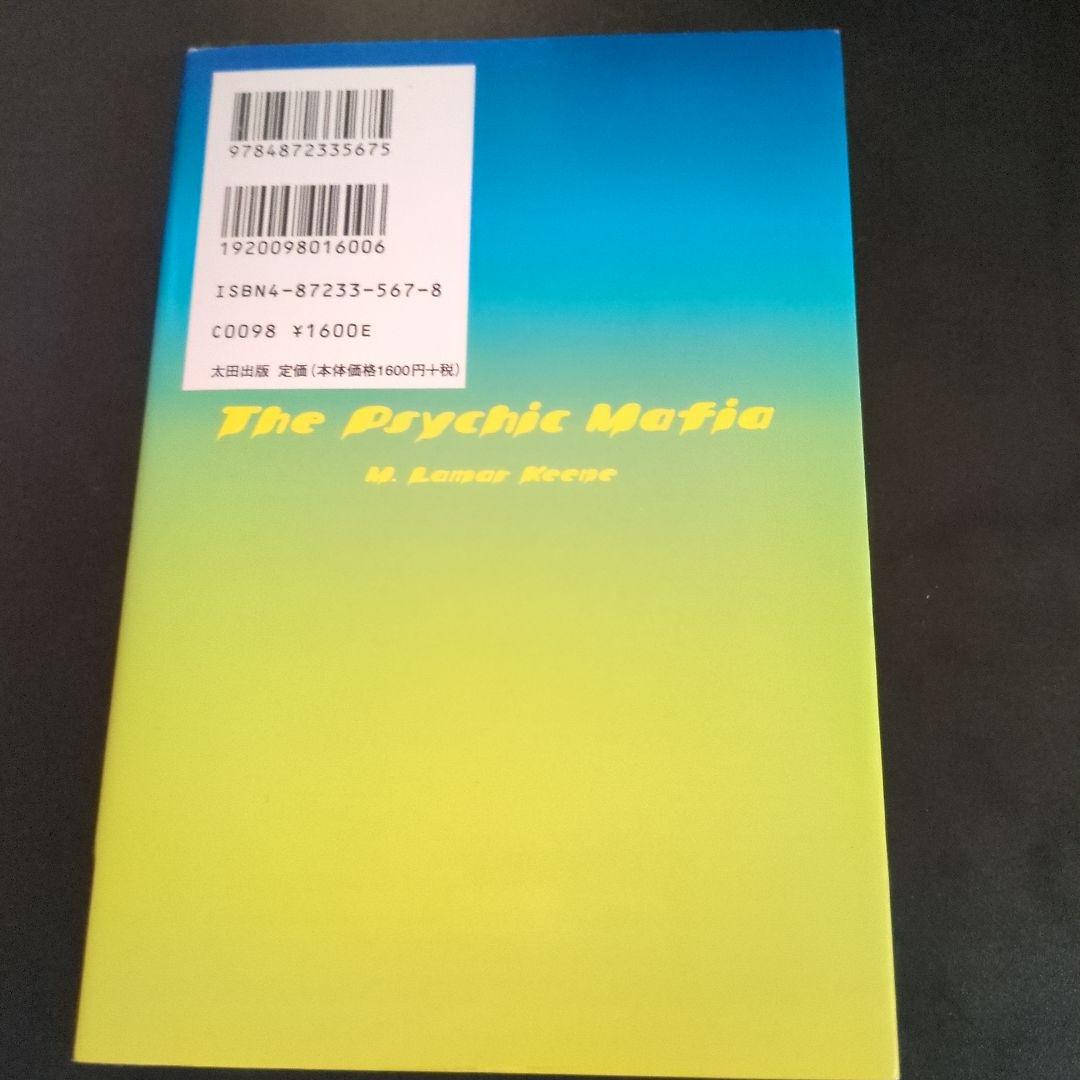 9784872335675
1920098016006
ISBN4-87233-567-8
C0098 ¥1600E
太田出版 定価(本体価格1600円+税)
The Psychic Mafia
M. Lamar Keene